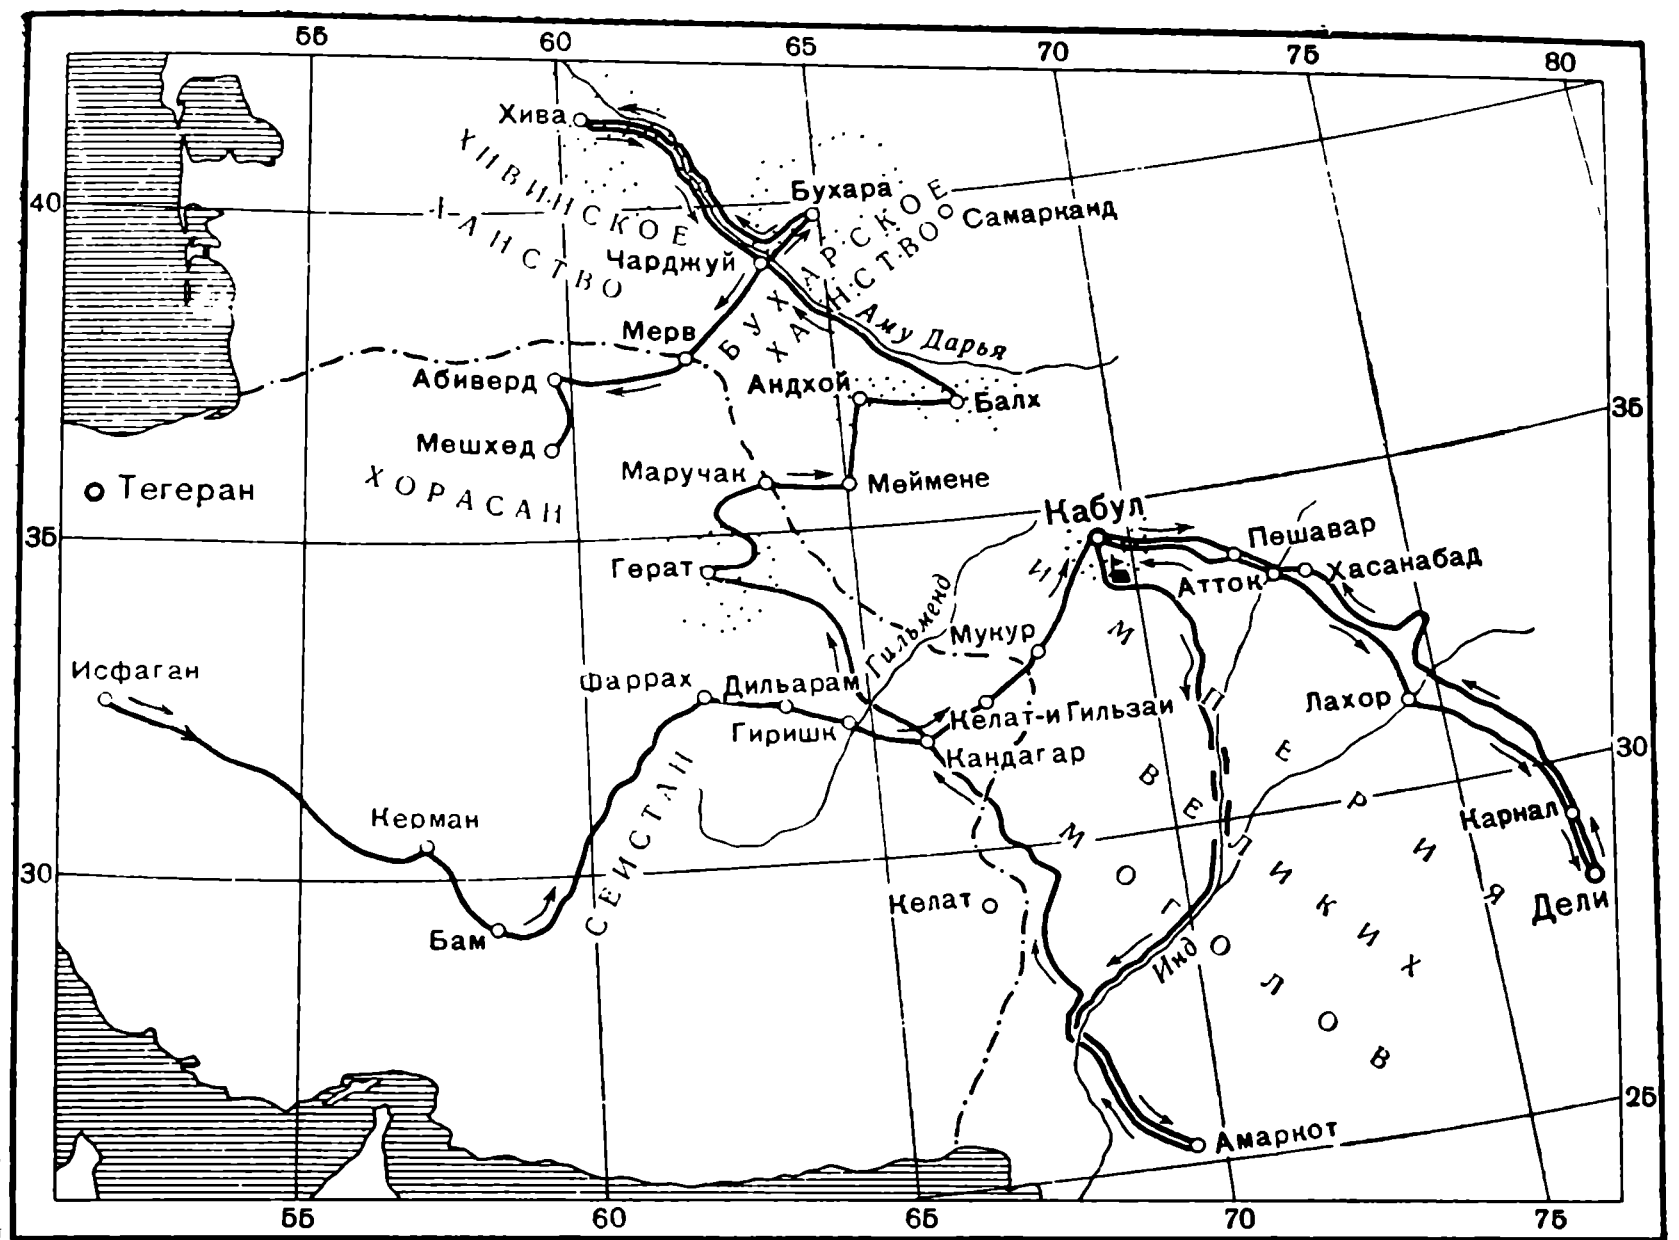 55 60 65 70 75 80
Хива
ХИВИНСКОЕ
ХАНСТВО
40
Бухара
Самарканд
БУХАРСКОЕ
ХАНСТВО
Чарджуй
Аму Дарья
Мерв
Абиверд
Андхой
Балх
35
Мешхед
ХОРАСАН
Маручак
Меймене
Тегеран
35
Кабул
Пешавар
Хасанабад
Атток
Герат
Гильменд
Мукур
Исфаган
Фаррах
Дильарам
Гиришк
Келат-и Гильзаи
Кандагар
Лахор
30
СЕИСТАН
ИМПЕРИЯ
ВЕЛИКИХ
МОГОЛОВ
Керман
Карнал
30
Келат
Дели
Бам
Инд
25
Амаркот
55 60 65 70 75